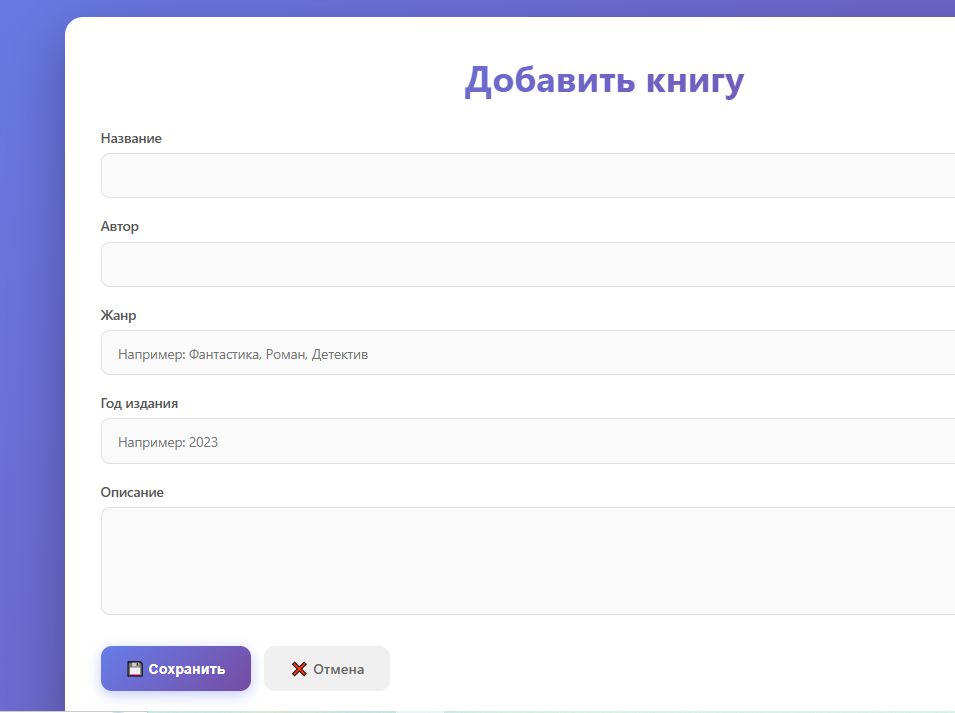 Добавить книгу
Название
Автор
Жанр
Например: Фантастика, Роман, Детектив
Год издания
Например: 2023
Описание
💾 Сохранить
❌ Отмена